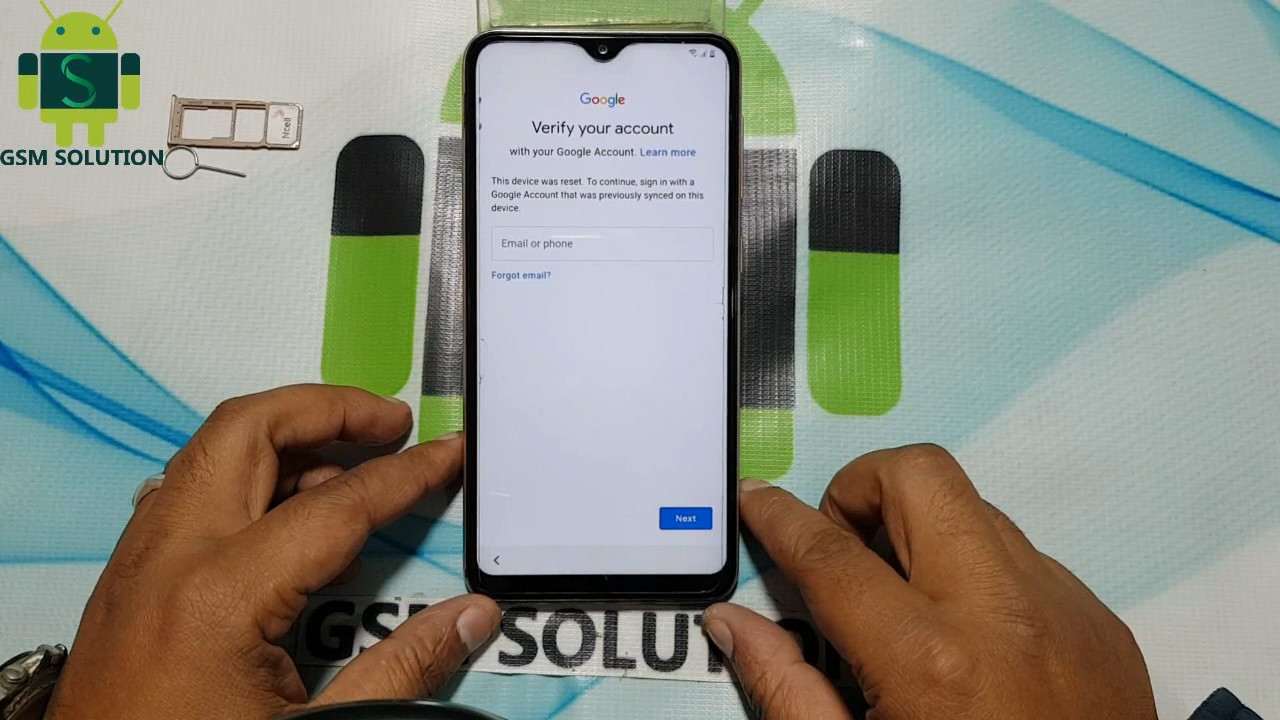 S
GSM SOLUTION
Ncell
Google
Verify your account
with your Google Account. Learn more
This device was reset. To continue, sign in with a
Google Account that was previously synced on this
device.
Email or phone
Forgot email?
Next
GSM SOLUTION